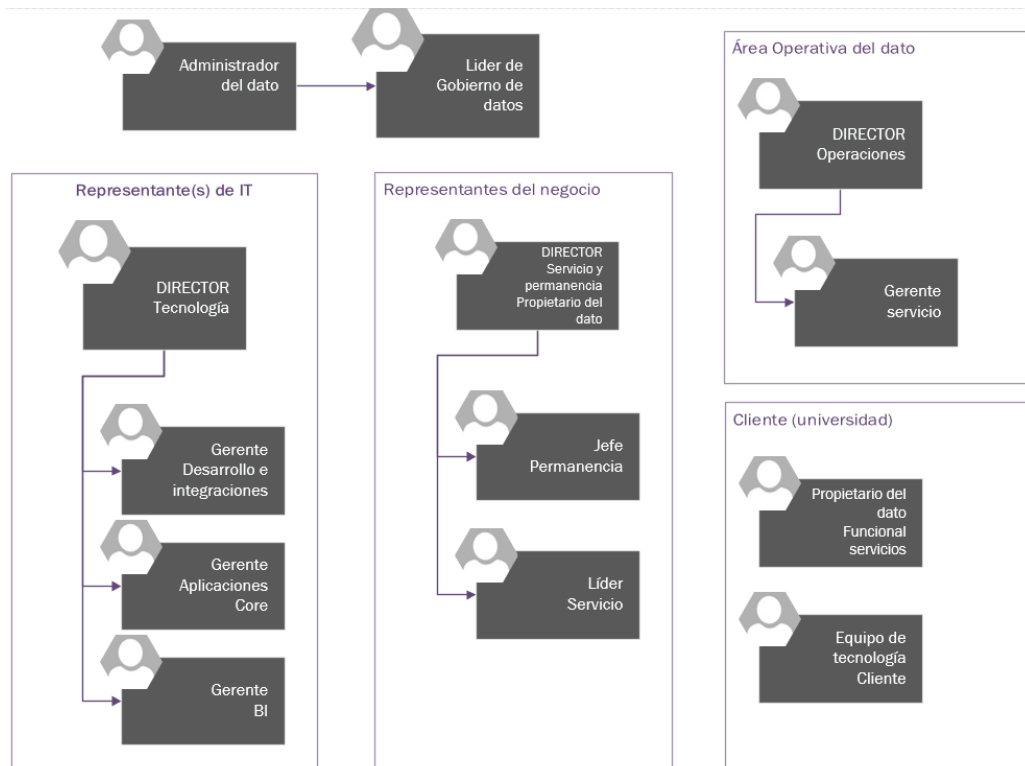 Administrador
del dato
Lider de
Gobierno de
datos
Área Operativa del dato
DIRECTOR
Operaciones
Gerente
servicio
Representante(s) de IT
DIRECTOR
Tecnología
Gerente
Desarrollo e
integraciones
Gerente
Aplicaciones
Core
Gerente
BI
Representantes del negocio
DIRECTOR
Servicio y
permanencia
Propietario del
dato
Jefe
Permanencia
Líder
Servicio
Cliente (universidad)
Propietario del
dato
Funcional
servicios
Equipo de
tecnología
Cliente